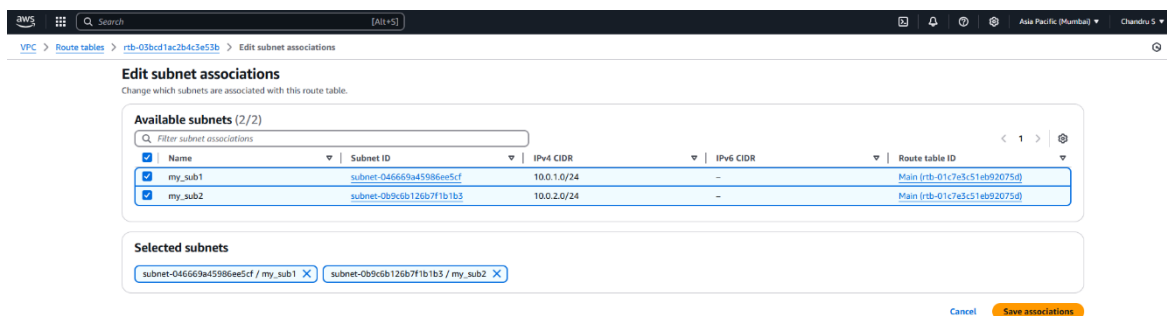 aws Search [Alt+S] Asia Pacific (Mumbai) Chandru S
VPC > Route tables > rtb-03bcd1ac2b4c3e53b > Edit subnet associations
Edit subnet associations
Change which subnets are associated with this route table.
Available subnets (2/2)
Filter subnet associations
< 1 >
Name Subnet ID IPv4 CIDR IPv6 CIDR Route table ID
my_sub1 subnet-046669a45986ee5cf 10.0.1.0/24 – Main (rtb-01c7e3c51eb92075d)
my_sub2 subnet-0b9c6b126b7f1b1b3 10.0.2.0/24 – Main (rtb-01c7e3c51eb92075d)
Selected subnets
subnet-046669a45986ee5cf / my_sub1 X subnet-0b9c6b126b7f1b1b3 / my_sub2 X
Cancel Save associations